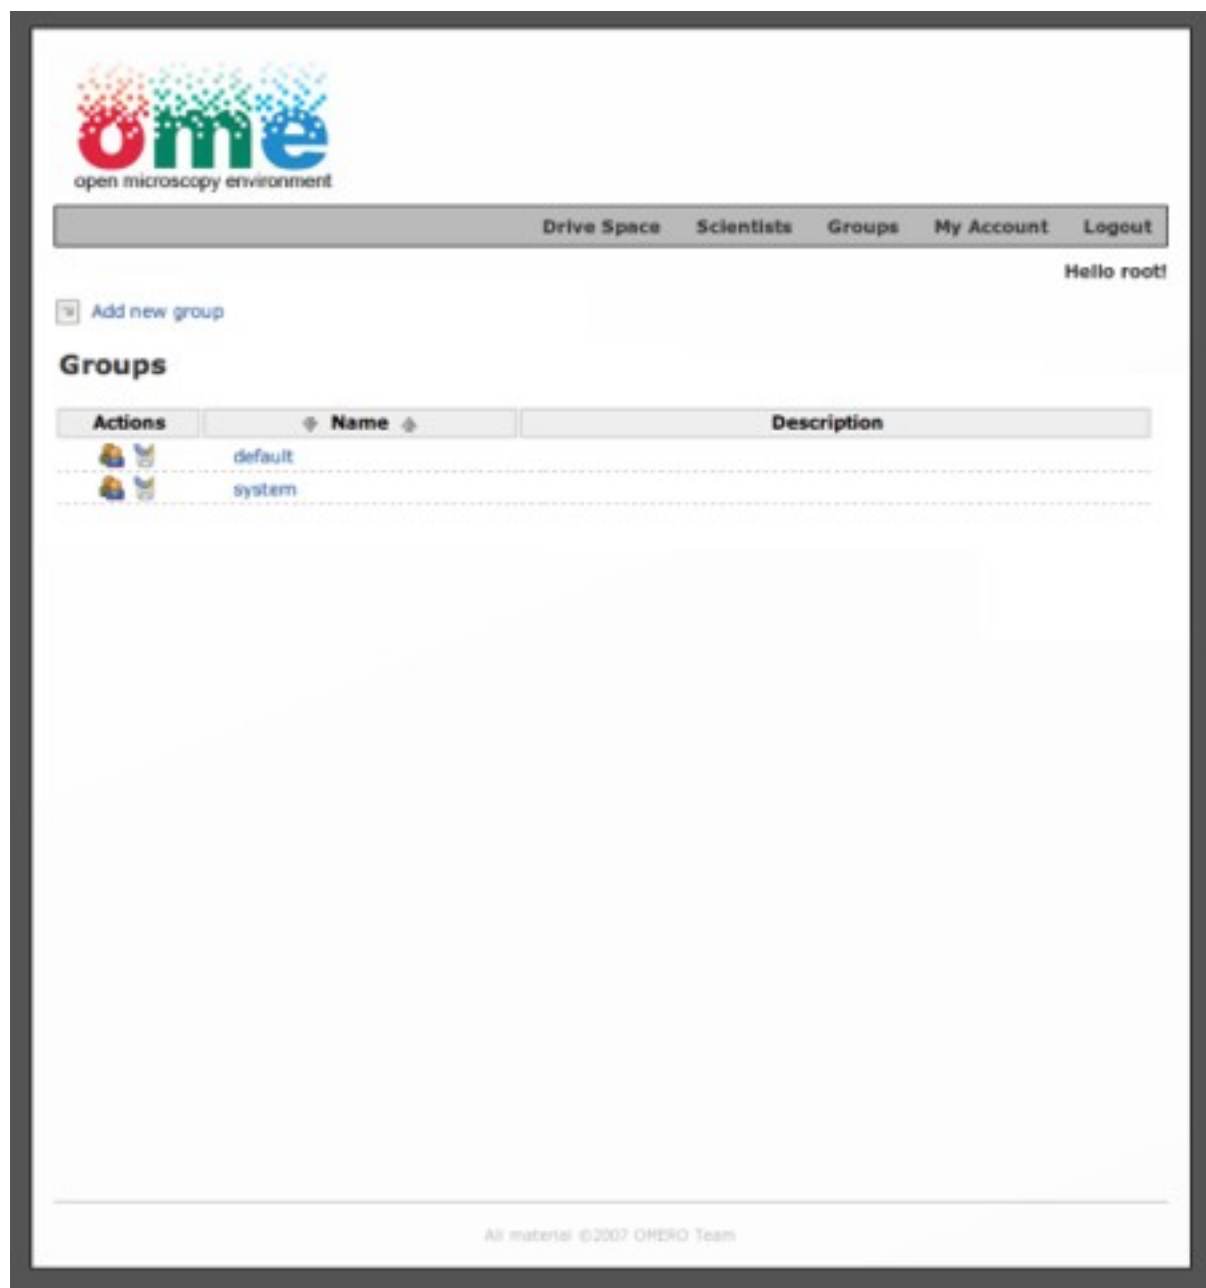 ome
open microscopy environment
Drive Space Scientists Groups My Account Logout
Hello root!
Add new group
Groups
Actions Name Description
default
system
All material ©2007 OMERO Team